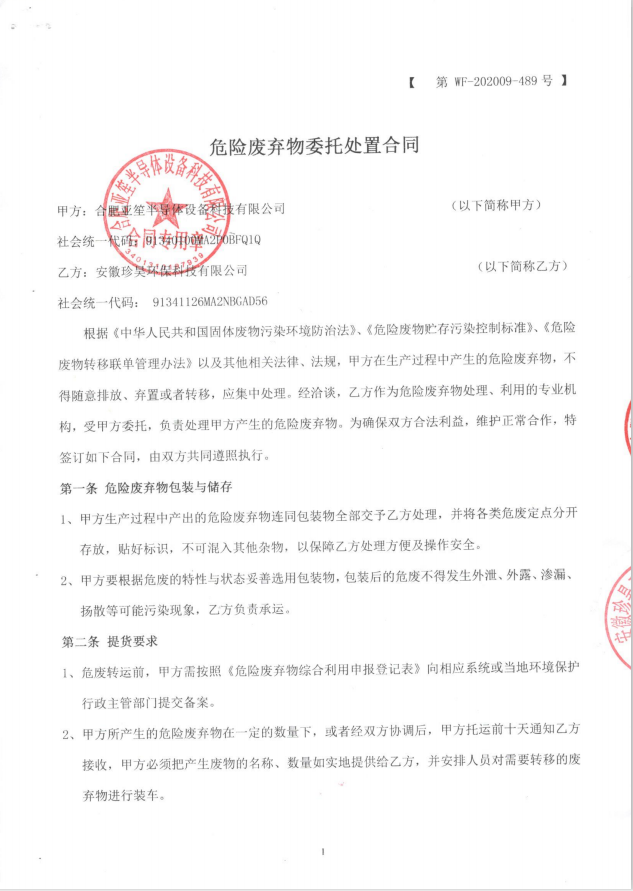 【 第 WF-202009-489 号 】
危险废弃物委托处置合同
甲方：合肥亚笙半导体设备科技有限公司 （以下简称甲方）
社会统一代码：91340100MA2P0BFQ1Q
乙方：安徽珍昊环保科技有限公司 （以下简称乙方）
社会统一代码： 91341126MA2NBGAD56
合肥亚笙半导体设备科技有限公司
合同专用章
根据《中华人民共和国固体废物污染环境防治法》、《危险废物贮存污染控制标准》、《危险
废物转移联单管理办法》以及其他相关法律、法规，甲方在生产过程中产生的危险废弃物，不
得随意排放、弃置或者转移，应集中处理。经洽谈，乙方作为危险废弃物处理、利用的专业机
构，受甲方委托，负责处理甲方产生的危险废弃物。为确保双方合法利益，维护正常合作，特
签订如下合同，由双方共同遵照执行。
第一条 危险废弃物包装与储存
1、甲方生产过程中产出的危险废弃物连同包装物全部交予乙方处理，并将各类危废定点分开
存放，贴好标识，不可混入其他杂物，以保障乙方处理方便及操作安全。
2、甲方要根据危废的特性与状态妥善选用包装物，包装后的危废不得发生外泄、外露、渗漏、
扬散等可能污染现象，乙方负责承运。
第二条 提货要求
1、危废转运前，甲方需按照《危险废弃物综合利用申报登记表》向相应系统或当地环境保护
行政主管部门提交备案。
2、甲方所产生的危险废弃物在一定的数量下，或者经双方协调后，甲方托运前十天通知乙方
接收，甲方必须把产生废物的名称、数量如实地提供给乙方，并安排人员对需要转移的废
弃物进行装车。
安徽珍昊
1